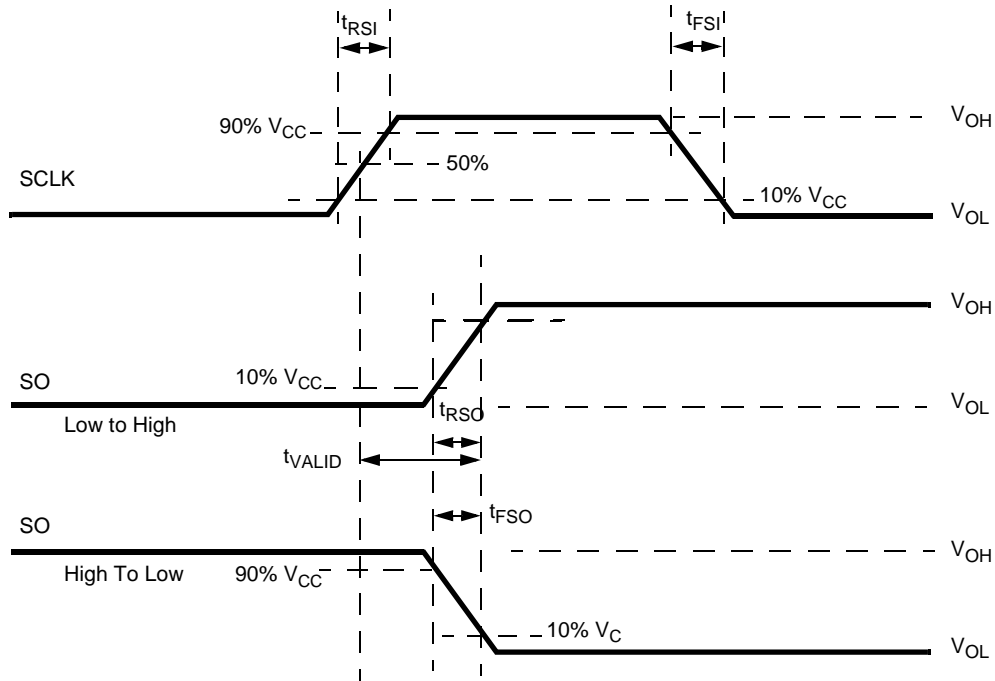 tRSI
tFSI
90% VCC
VOH
50%
SCLK
10% VCC
VOL
VOH
SO
10% VCC
VOL
Low to High
tRSO
tVALID
tFSO
SO
VOH
High To Low
90% VCC
10% VC
VOL